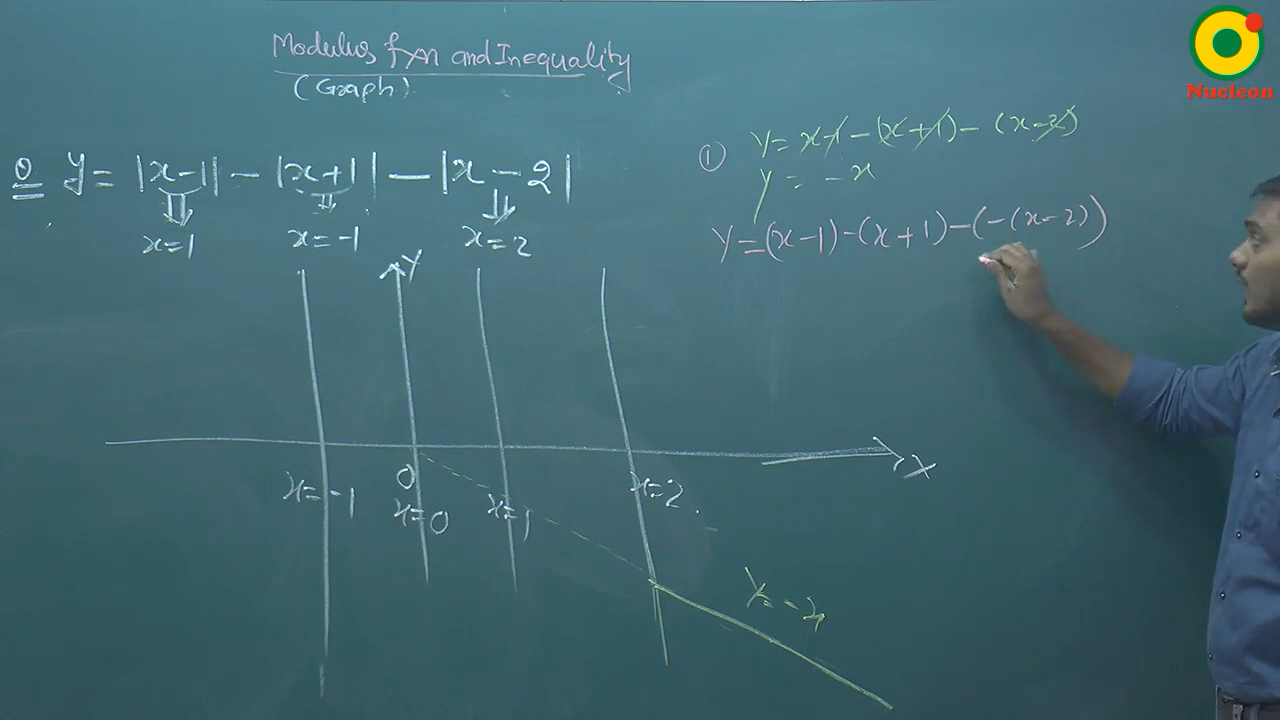 Modulus fxn and Inequality
(Graph)
Q Y = |x-1| - |x+1| - |x-2|
x=1 x=-1 x=2
① Y = x-1 - (x+1) - (x-2)
Y = -x
Y = (x-1) - (x+1) - (-(x-2))
Y
X
0
x=-1 x=0 x=1 x=2
Y=-x
Nucleon